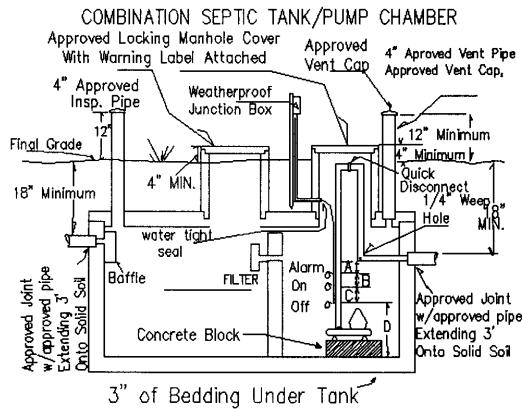 COMBINATION SEPTIC TANK/PUMP CHAMBER
Approved Locking Manhole Cover
With Warning Label Attached
Approved
Vent Cap
4" Aproved Vent Pipe
Approved Vent Cap,
4" Approved
Insp. Pipe
Weatherproof
Junction Box
12"
12" Minimum
Final Grade
4" Minimum
18" Minimum
4" MIN.
Quick
Disconnect
1/4" Weep
Hole
18"
MIN.
water tight
seal
Baffle
FILTER
Alarm
On
Off
A
B
C
D
Approved Joint
w/approved pipe
Extending 3'
Onto Solid Soil
Approved Joint
w/approved pipe
Extending 3'
Onto Solid Soil
Concrete Block
3" of Bedding Under Tank